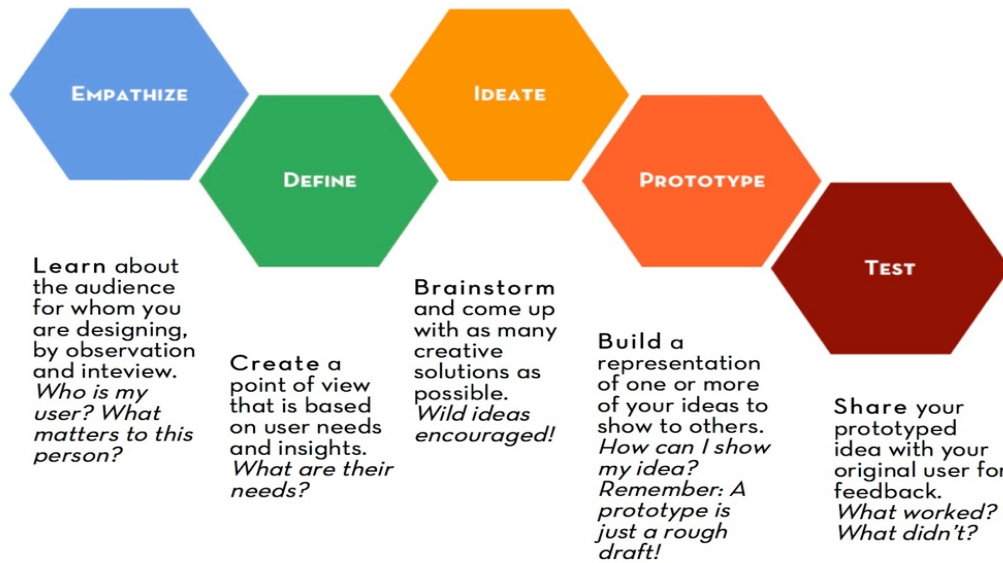 EMPATHIZE
DEFINE
IDEATE
PROTOTYPE
TEST
Learn about
the audience
for whom you
are designing,
by observation
and inteview.
Who is my
user? What
matters to this
person?
Create a
point of view
that is based
on user needs
and insights.
What are their
needs?
Brainstorm
and come up
with as many
creative
solutions as
possible.
Wild ideas
encouraged!
Build a
representation
of one or more
of your ideas to
show to others.
How can I show
my idea?
Remember: A
prototype is
just a rough
draft!
Share your
prototyped
idea with your
original user for
feedback.
What worked?
What didn't?